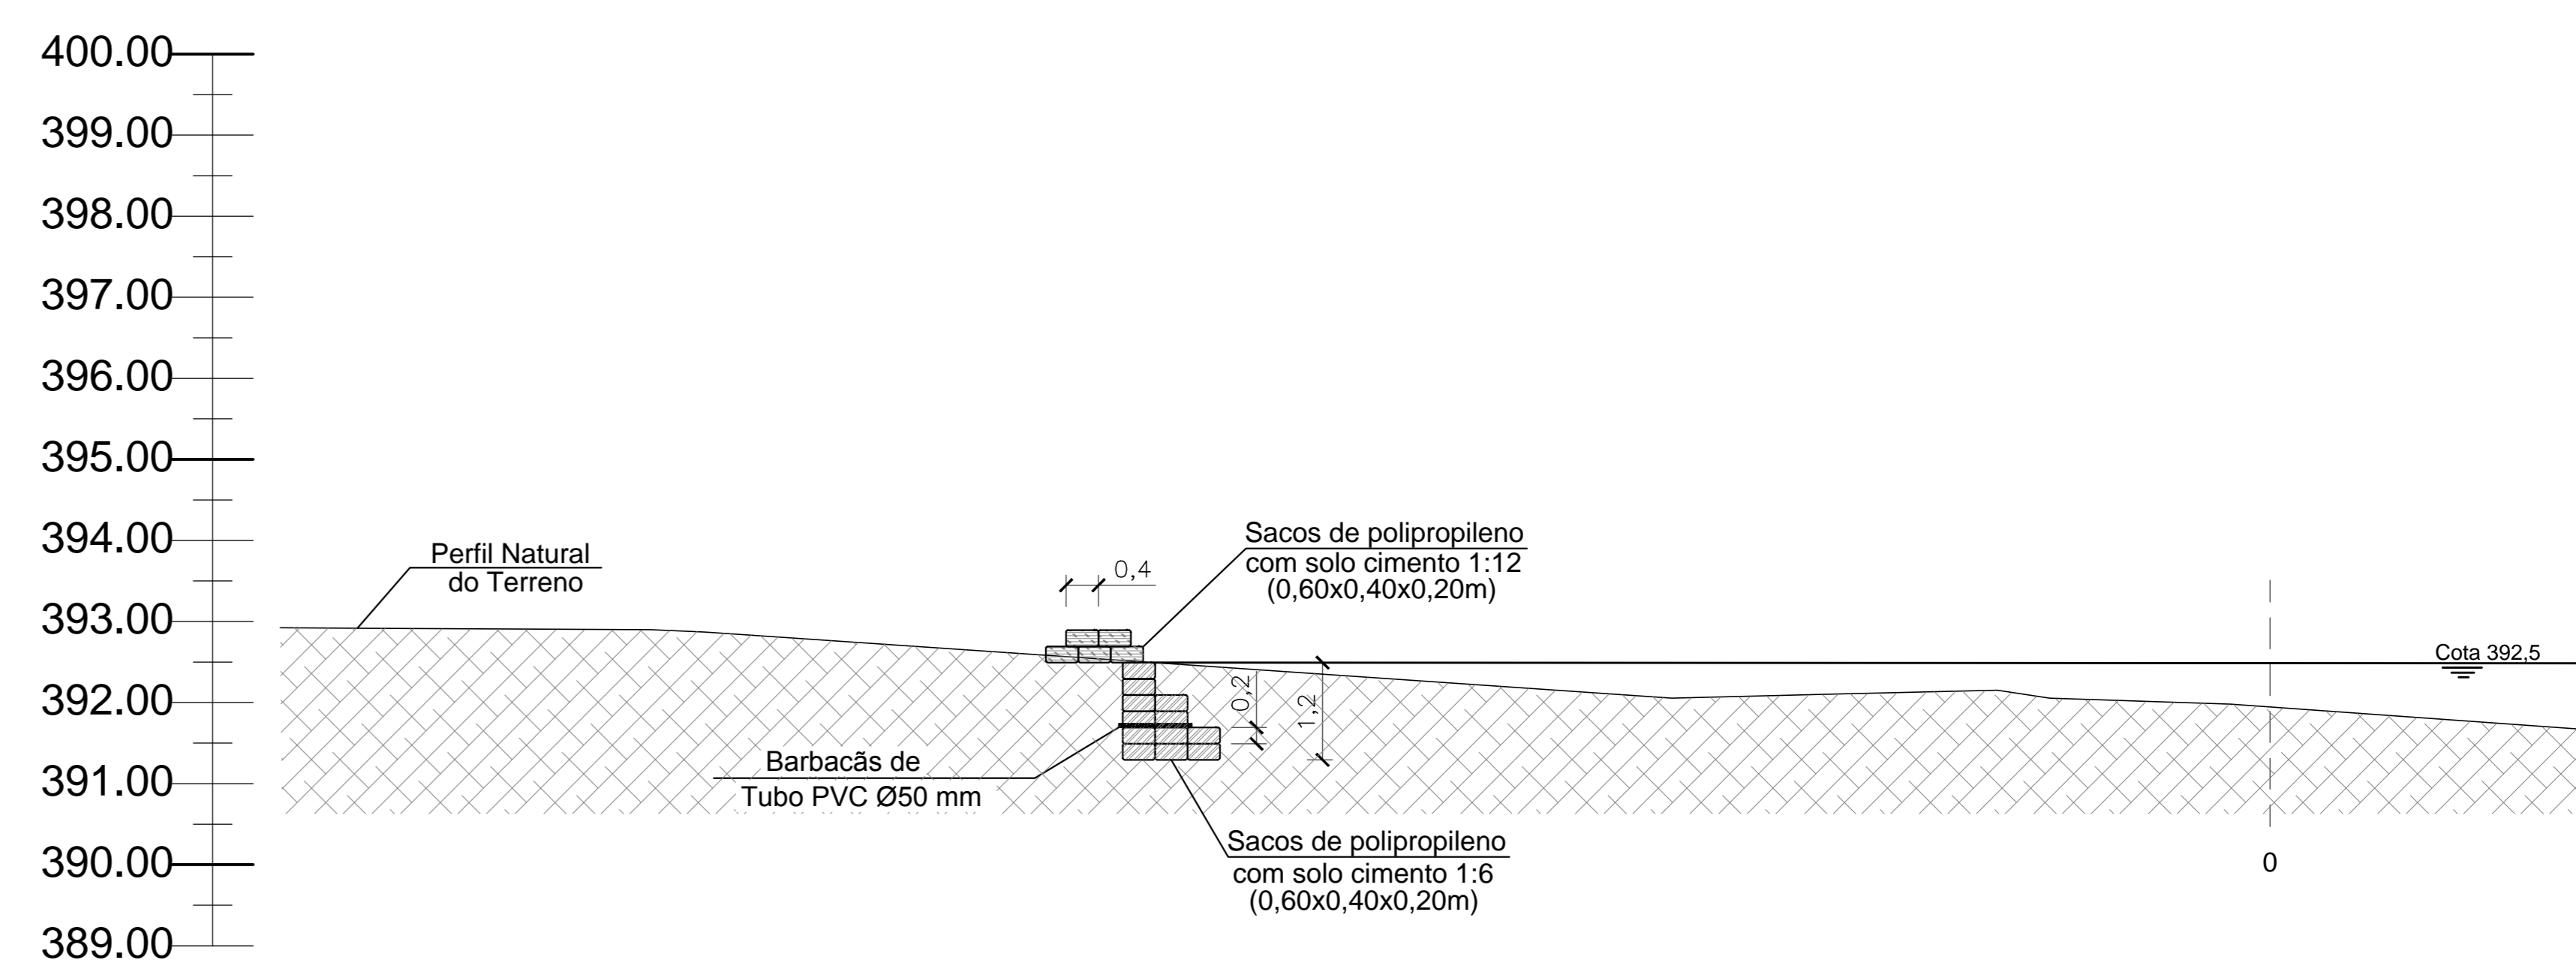 400.00
399.00
398.00
397.00
396.00
395.00
394.00
393.00
392.00
391.00
390.00
389.00
Perfil Natural
do Terreno
0,4
Sacos de polipropileno
com solo cimento 1:12
(0,60x0,40x0,20m)
Cota 392,5
0,2
1,2
Barbacãs de
Tubo PVC Ø50 mm
Sacos de polipropileno
com solo cimento 1:6
(0,60x0,40x0,20m)
0